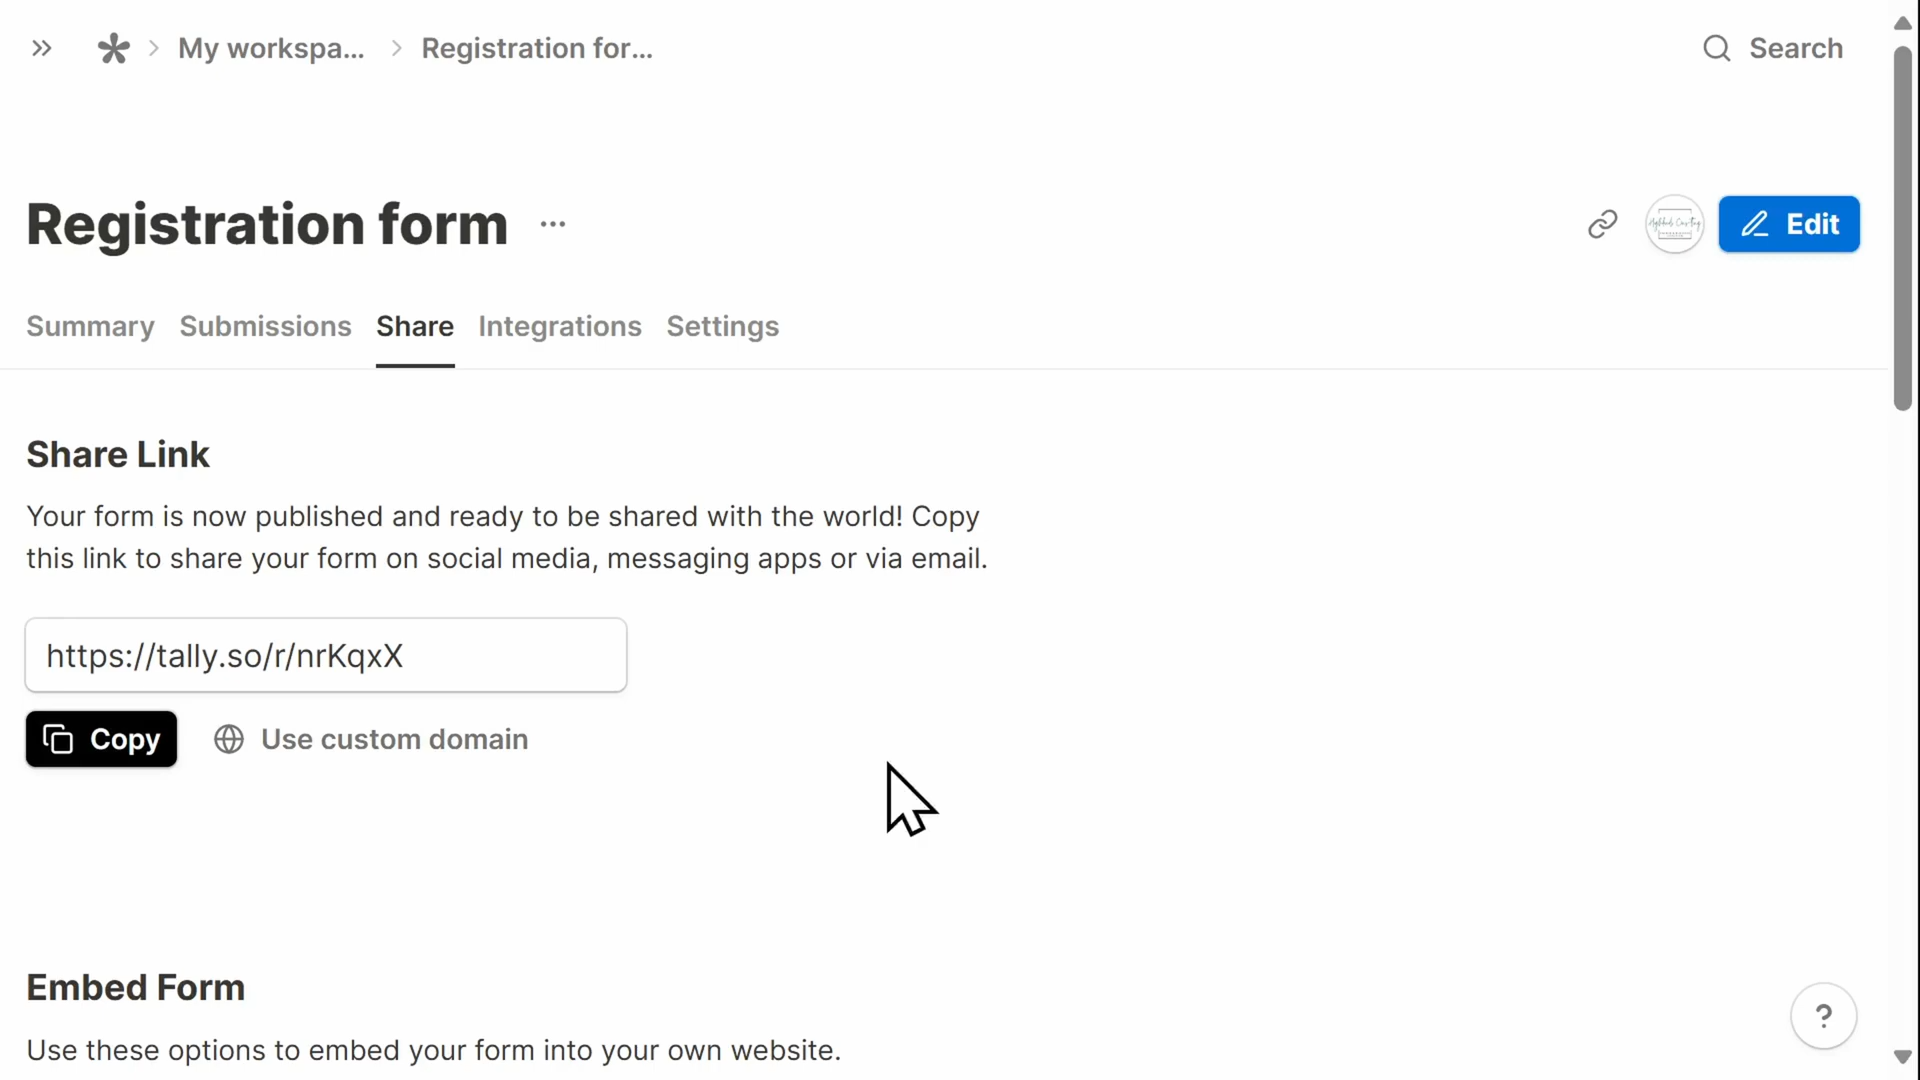 My workspa... Registration for...
Search
Registration form
Edit
Summary Submissions Share Integrations Settings
Share Link
Your form is now published and ready to be shared with the world! Copy
this link to share your form on social media, messaging apps or via email.
https://tally.so/r/nrKqxX
Copy Use custom domain
Embed Form
?
Use these options to embed your form into your own website.